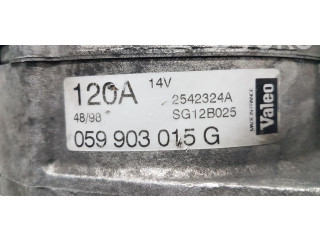 120A 14V
2542324A
48/98 SG12B025
059 903 015 G
MADE IN FRANCE
Valeo